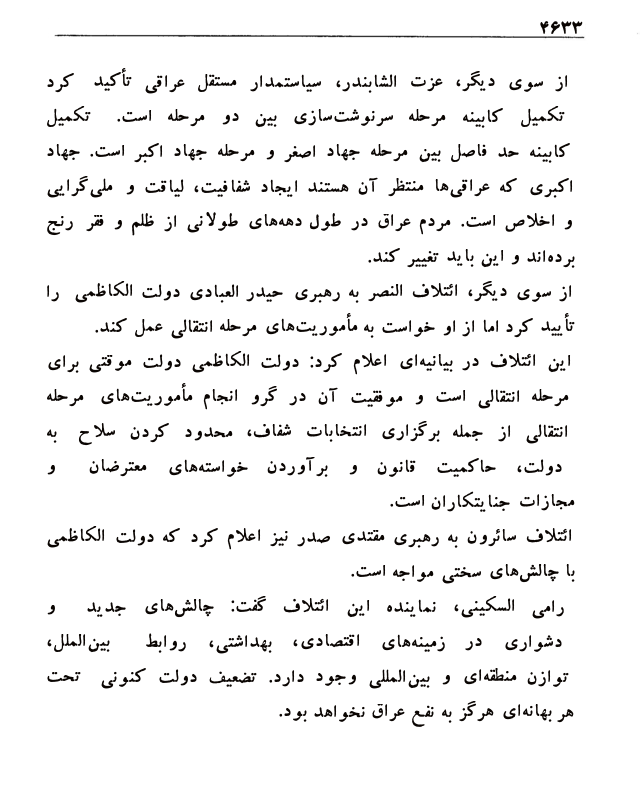 ۴۶۳۳
از سوی دیگر، عزت الشابندر، سیاستمدار مستقل عراقی تأکید کرد
تکمیل کابینه مرحله سرنوشت‌سازی بین دو مرحله است. تکمیل
کابینه حد فاصل بین مرحله جهاد اصغر و مرحله جهاد اکبر است. جهاد
اکبری که عراقی‌ها منتظر آن هستند ایجاد شفافیت، لیاقت و ملی‌گرایی
و اخلاص است. مردم عراق در طول دهه‌های طولانی از ظلم و فقر رنج
برده‌اند و این باید تغییر کند.
از سوی دیگر، ائتلاف النصر به رهبری حیدر العبادی دولت الکاظمی را
تأیید کرد اما از او خواست به مأموریت‌های مرحله انتقالی عمل کند.
این ائتلاف در بیانیه‌ای اعلام کرد: دولت الکاظمی دولت موقتی برای
مرحله انتقالی است و موفقیت آن در گرو انجام مأموریت‌های مرحله
انتقالی از جمله برگزاری انتخابات شفاف، محدود کردن سلاح به
دولت، حاکمیت قانون و برآوردن خواسته‌های معترضان و
مجازات جنایتکاران است.
ائتلاف سائرون به رهبری مقتدی صدر نیز اعلام کرد که دولت الکاظمی
با چالش‌های سختی مواجه است.
رامی السکینی، نماینده این ائتلاف گفت: چالش‌های جدید و
دشواری در زمینه‌های اقتصادی، بهداشتی، روابط بین‌الملل،
توازن منطقه‌ای و بین‌المللی وجود دارد. تضعیف دولت کنونی تحت
هر بهانه‌ای هرگز به نفع عراق نخواهد بود.